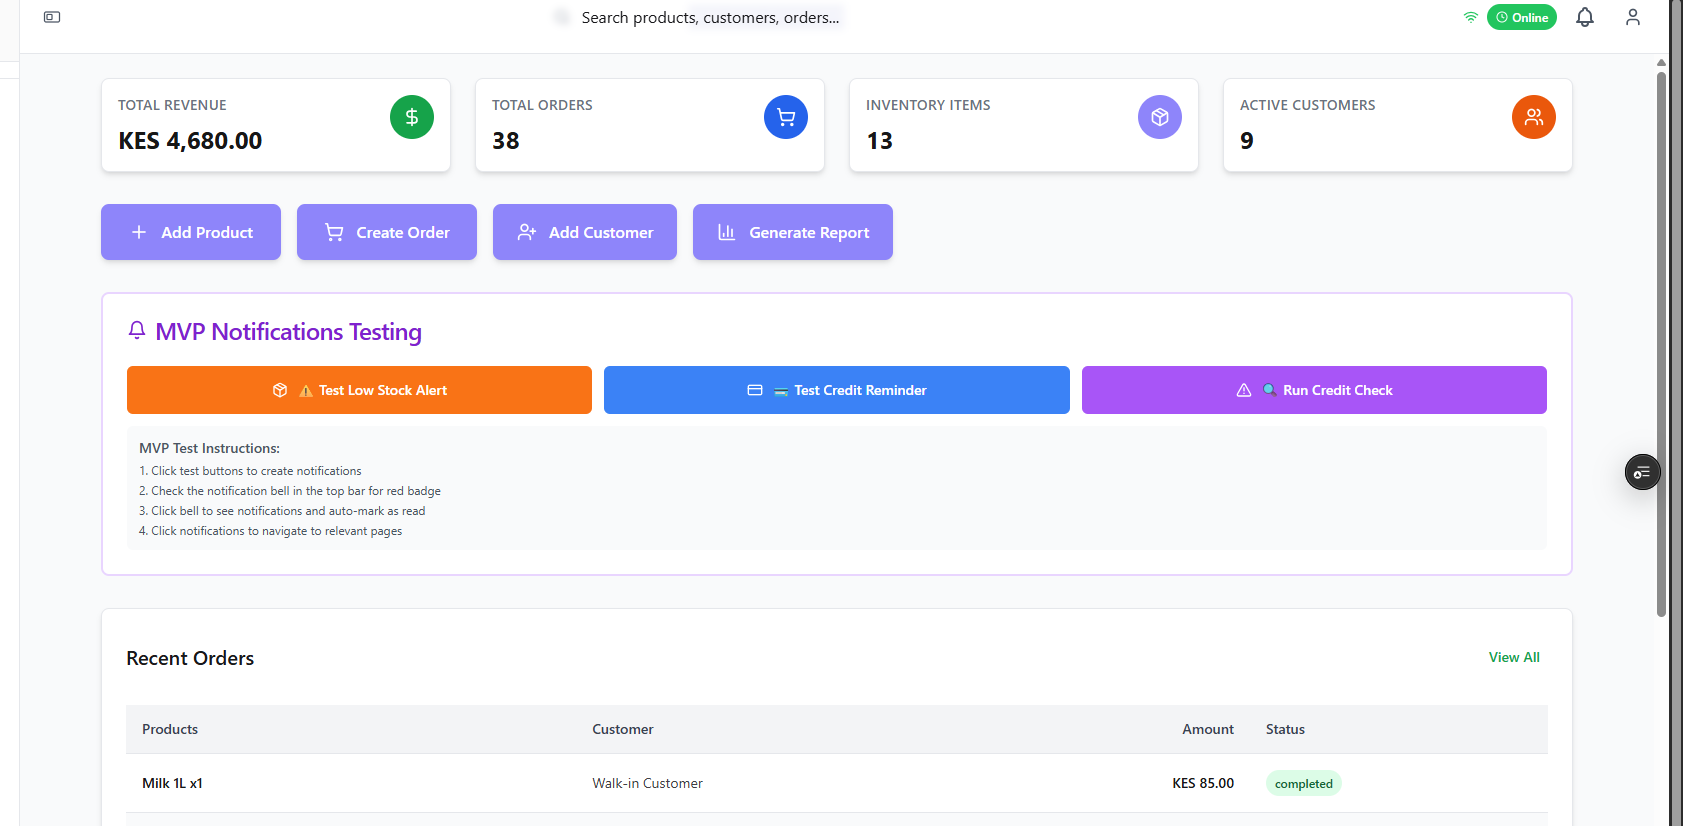 Search products, customers, orders...
Online
TOTAL REVENUE
KES 4,680.00
TOTAL ORDERS
38
INVENTORY ITEMS
13
ACTIVE CUSTOMERS
9
Add Product
Create Order
Add Customer
Generate Report
MVP Notifications Testing
⚠️ Test Low Stock Alert
💳 Test Credit Reminder
🔍 Run Credit Check
MVP Test Instructions:
1. Click test buttons to create notifications
2. Check the notification bell in the top bar for red badge
3. Click bell to see notifications and auto-mark as read
4. Click notifications to navigate to relevant pages
Recent Orders
View All
Products Customer Amount Status
Milk 1L x1 Walk-in Customer KES 85.00 completed